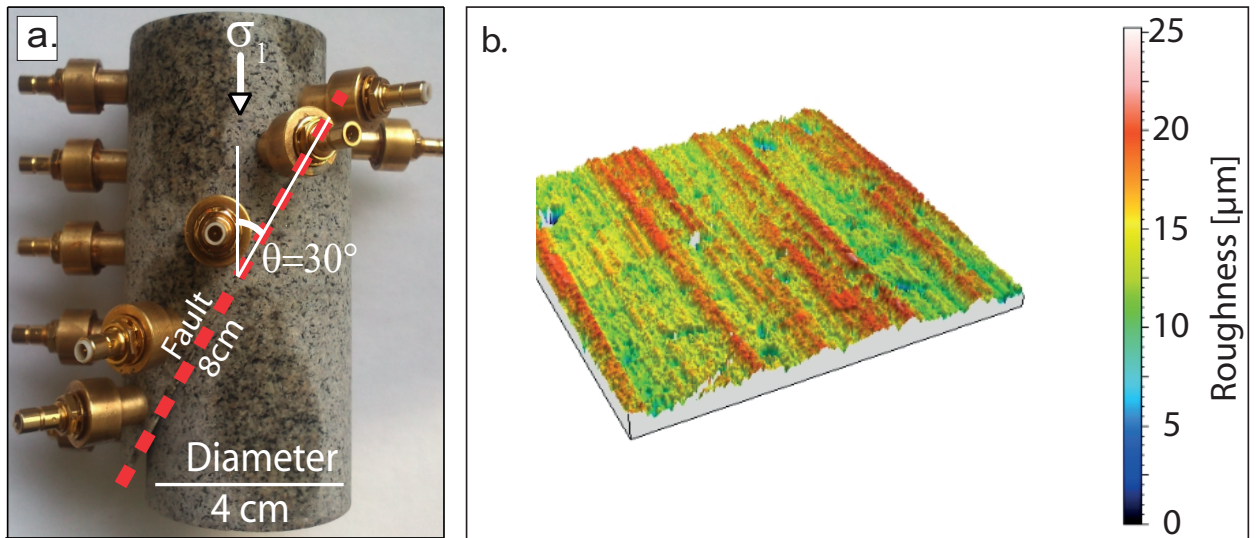 a.
σ1
θ=30°
Fault
8cm
Diameter
4 cm
b.
25
20
15
10
5
0
Roughness [µm]